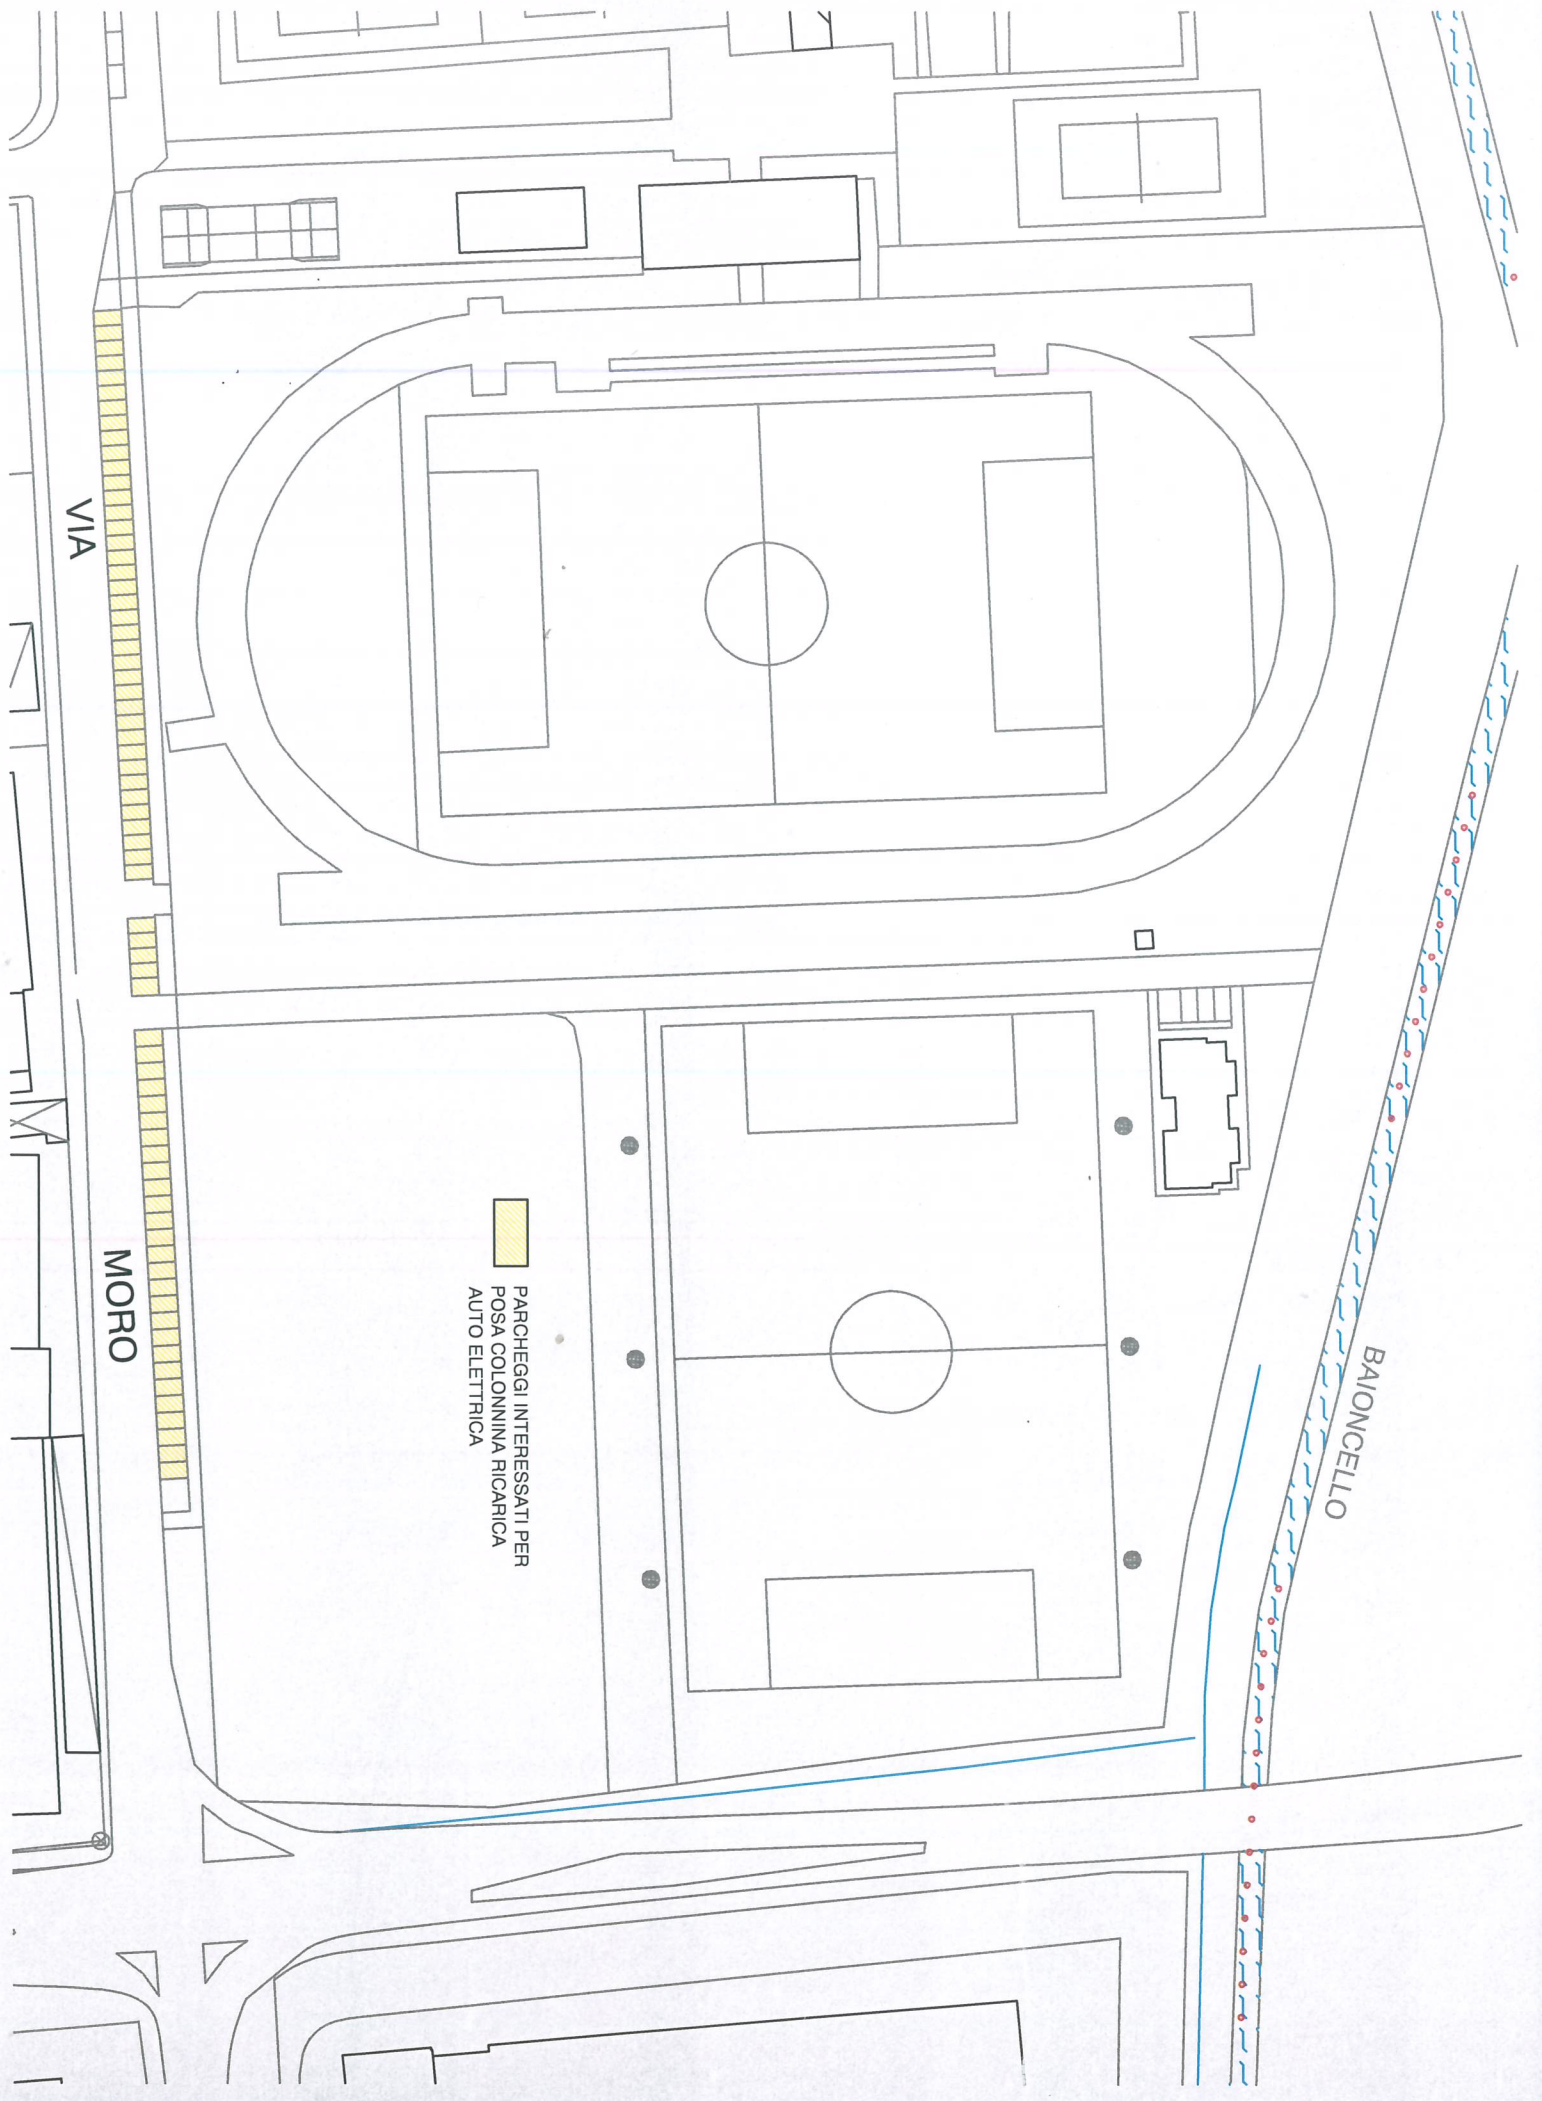 VIA
MORO
PARCHEGGI INTERESSATI PER
POSA COLONNINA RICARICA
AUTO ELETTRICA
BAIONCELLO